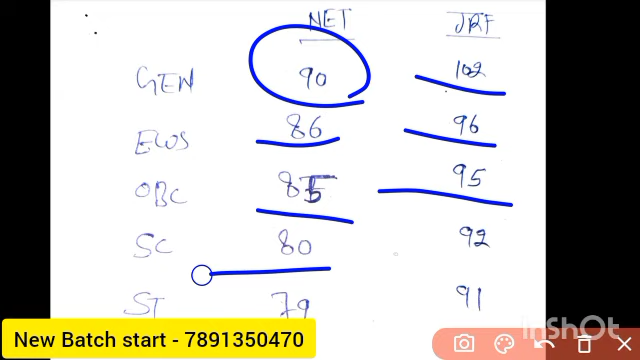 NET JRF
GEN 90 102
EWS 86 96
OBC 85 95
SC 80 92
ST 79 91
New Batch start - 7891350470
InShOt